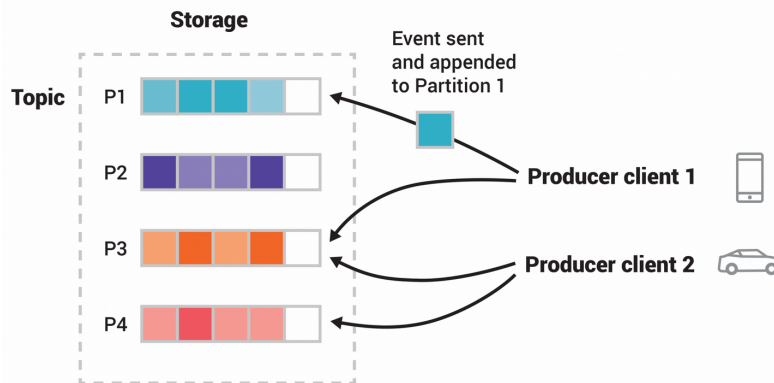 Storage
Event sent
and appended
to Partition 1
Topic
P1
P2
Producer client 1
P3
Producer client 2
P4